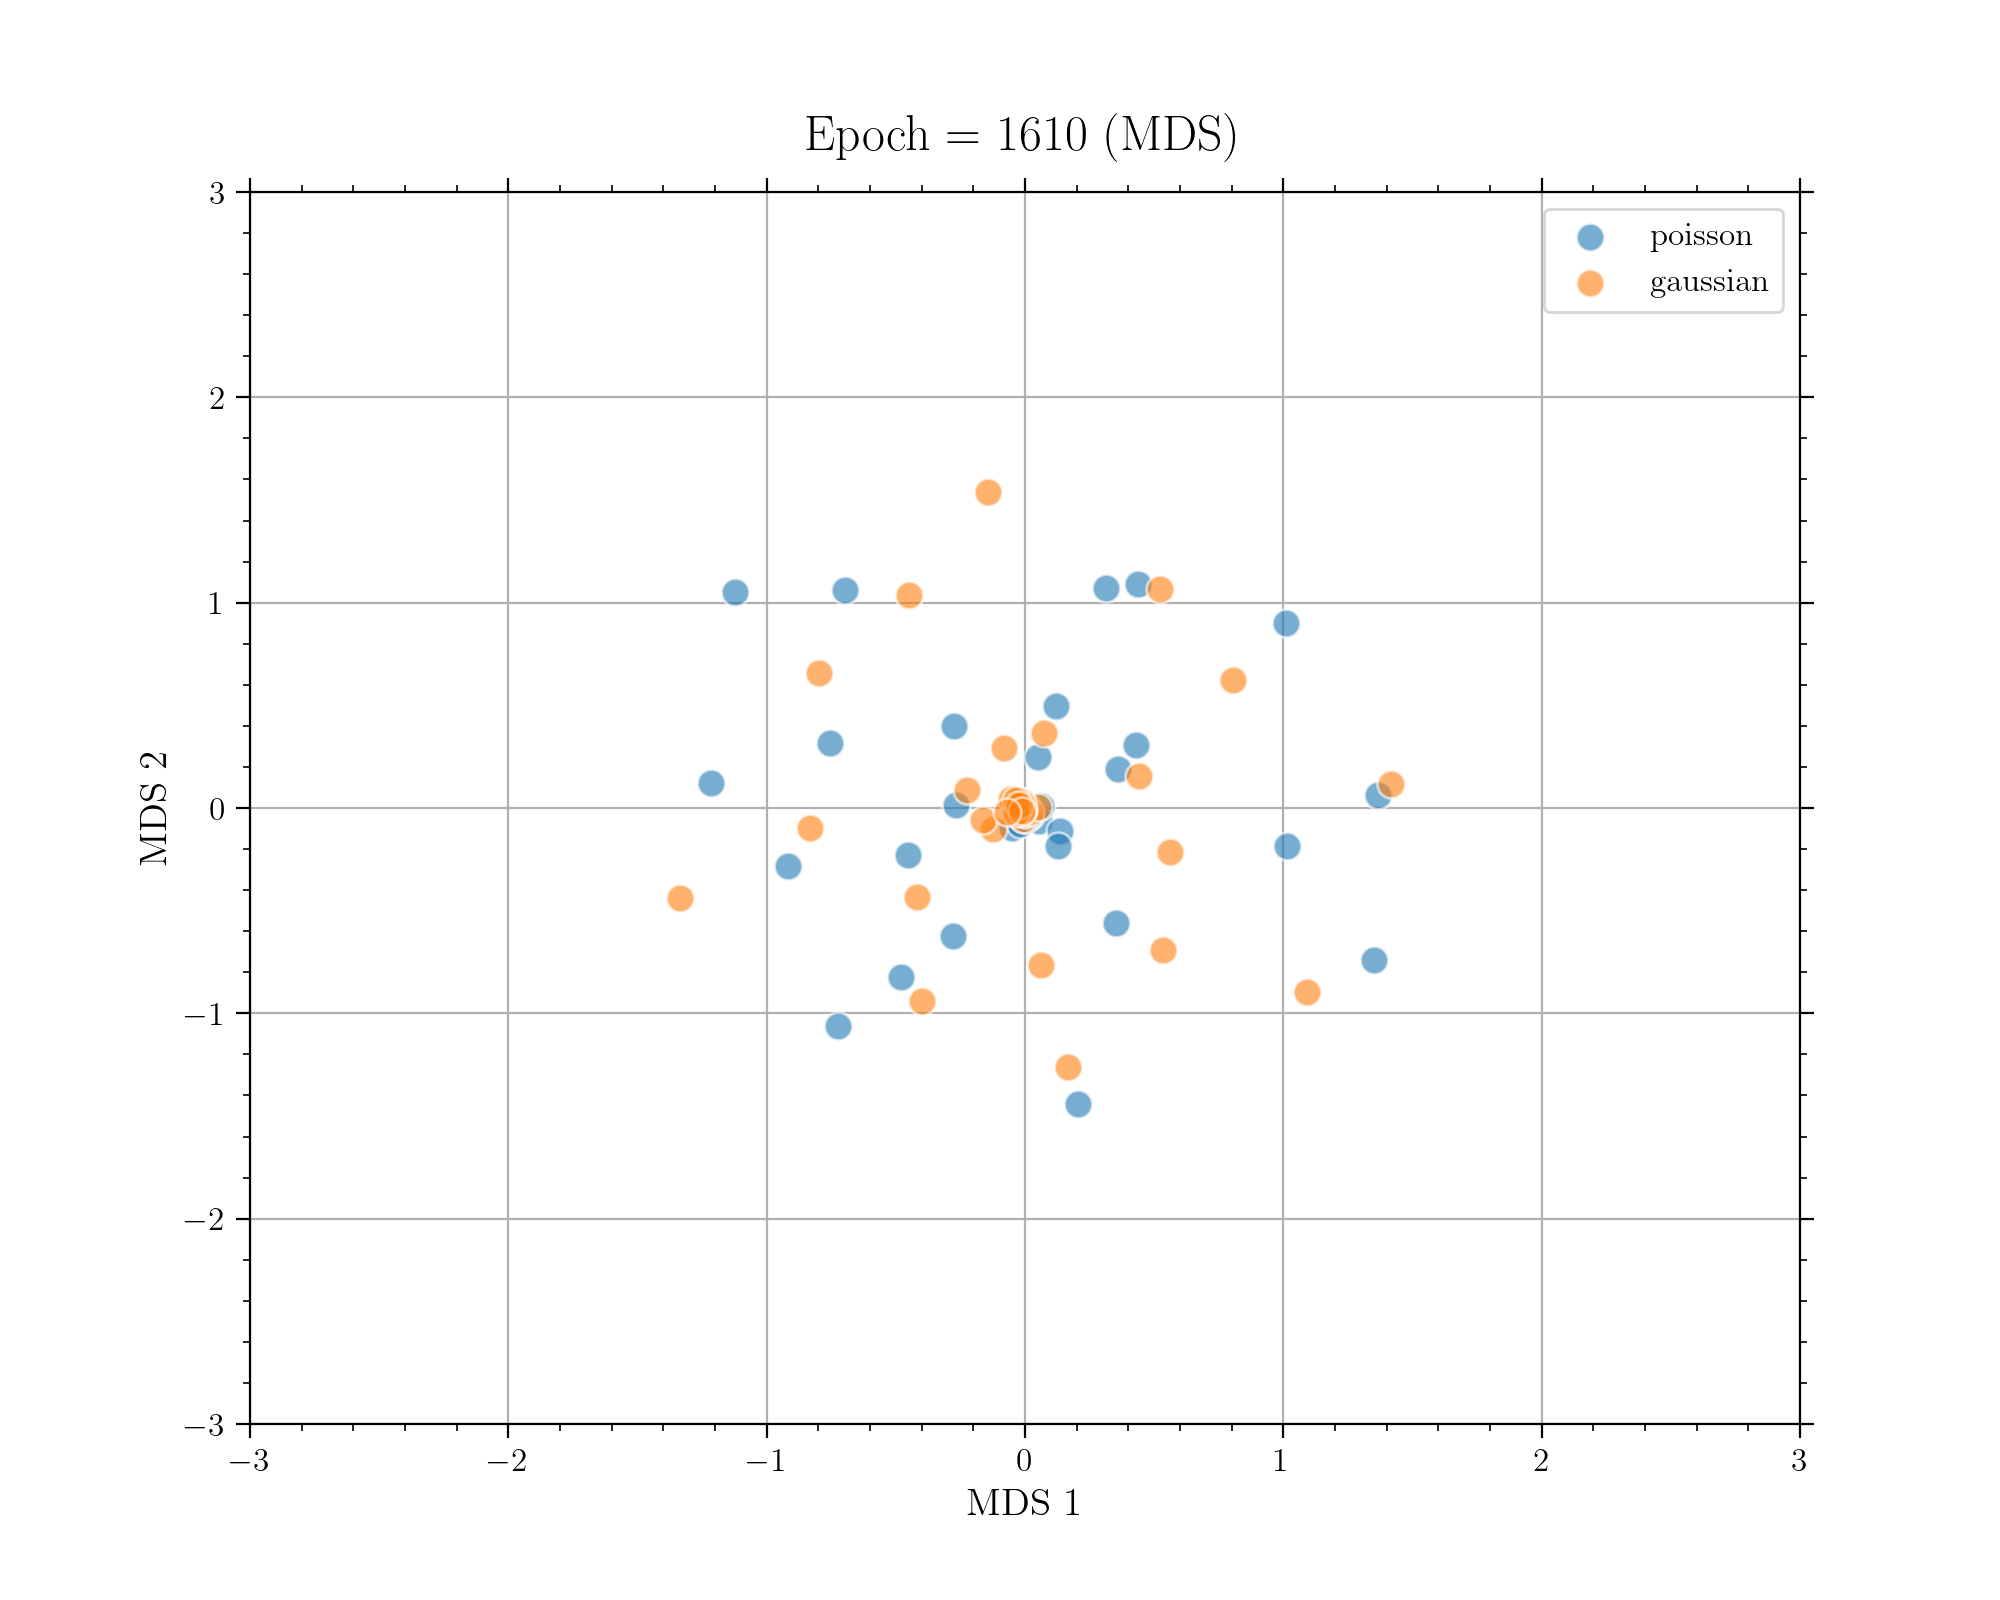 Epoch = 1610 (MDS)
poisson
gaussian
3
2
1
0
−1
−2
−3
MDS 2
−3 −2 −1 0 1 2 3
MDS 1